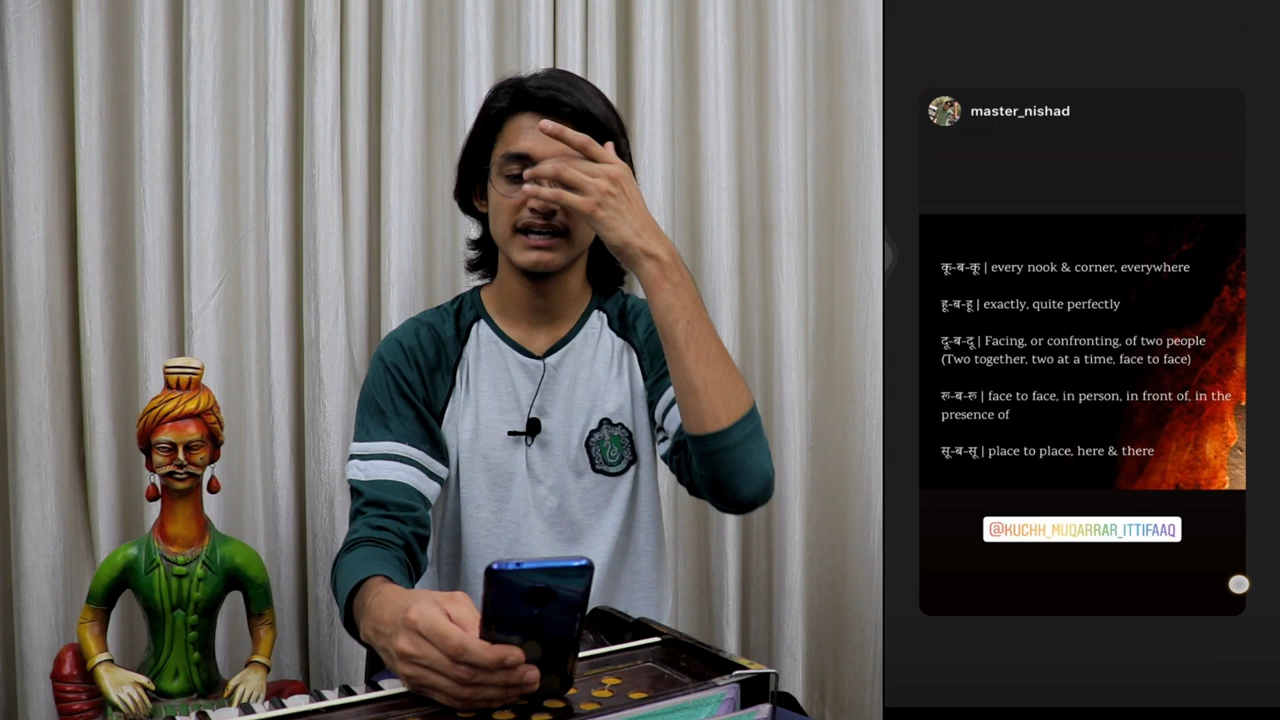 master_nishad
कू-ब-कू | every nook & corner, everywhere
हू-ब-हू | exactly, quite perfectly
दू-ब-दू | Facing, or confronting, of two people
(Two together, two at a time, face to face)
रू-ब-रू | face to face, in person, in front of, in the
presence of
सू-ब-सू | place to place, here & there
@KUCHH_MUQARRAR_ITTIFAAQ